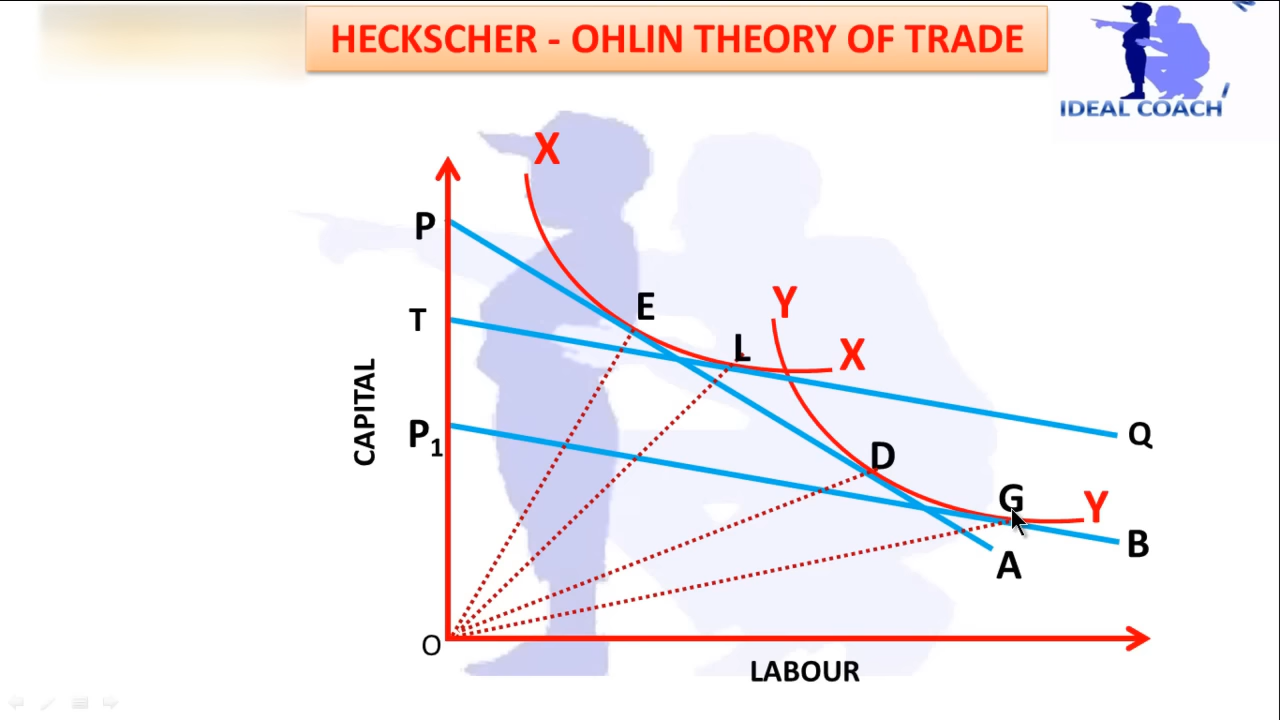 HECKSCHER - OHLIN THEORY OF TRADE
IDEAL COACH
X
P
Y
E
T
L
X
CAPITAL
P1
Q
D
G
Y
B
A
O
LABOUR